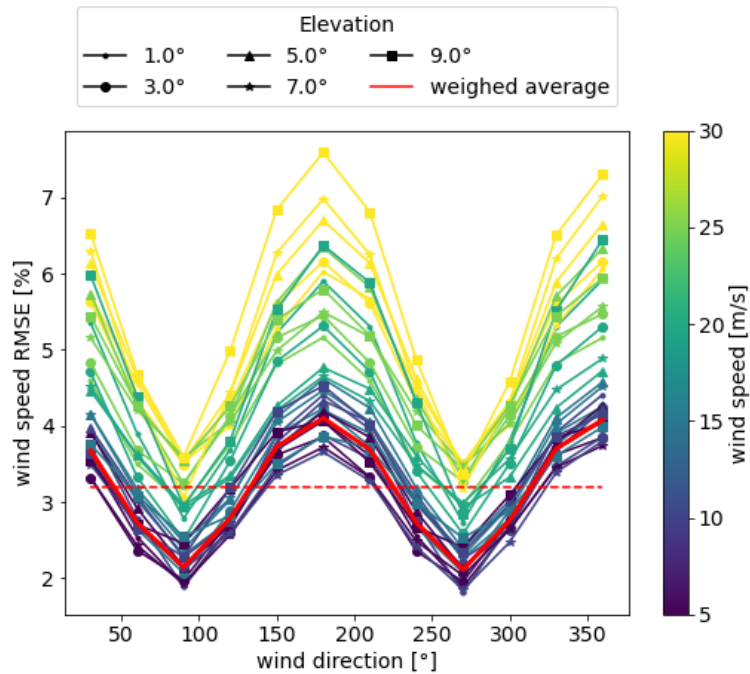 Elevation
1.0° 5.0° 9.0°
3.0° 7.0° weighed average
7
6
5
4
3
2
wind speed RMSE [%]
50 100 150 200 250 300 350
wind direction [°]
30
25
20
15
10
5
wind speed [m/s]